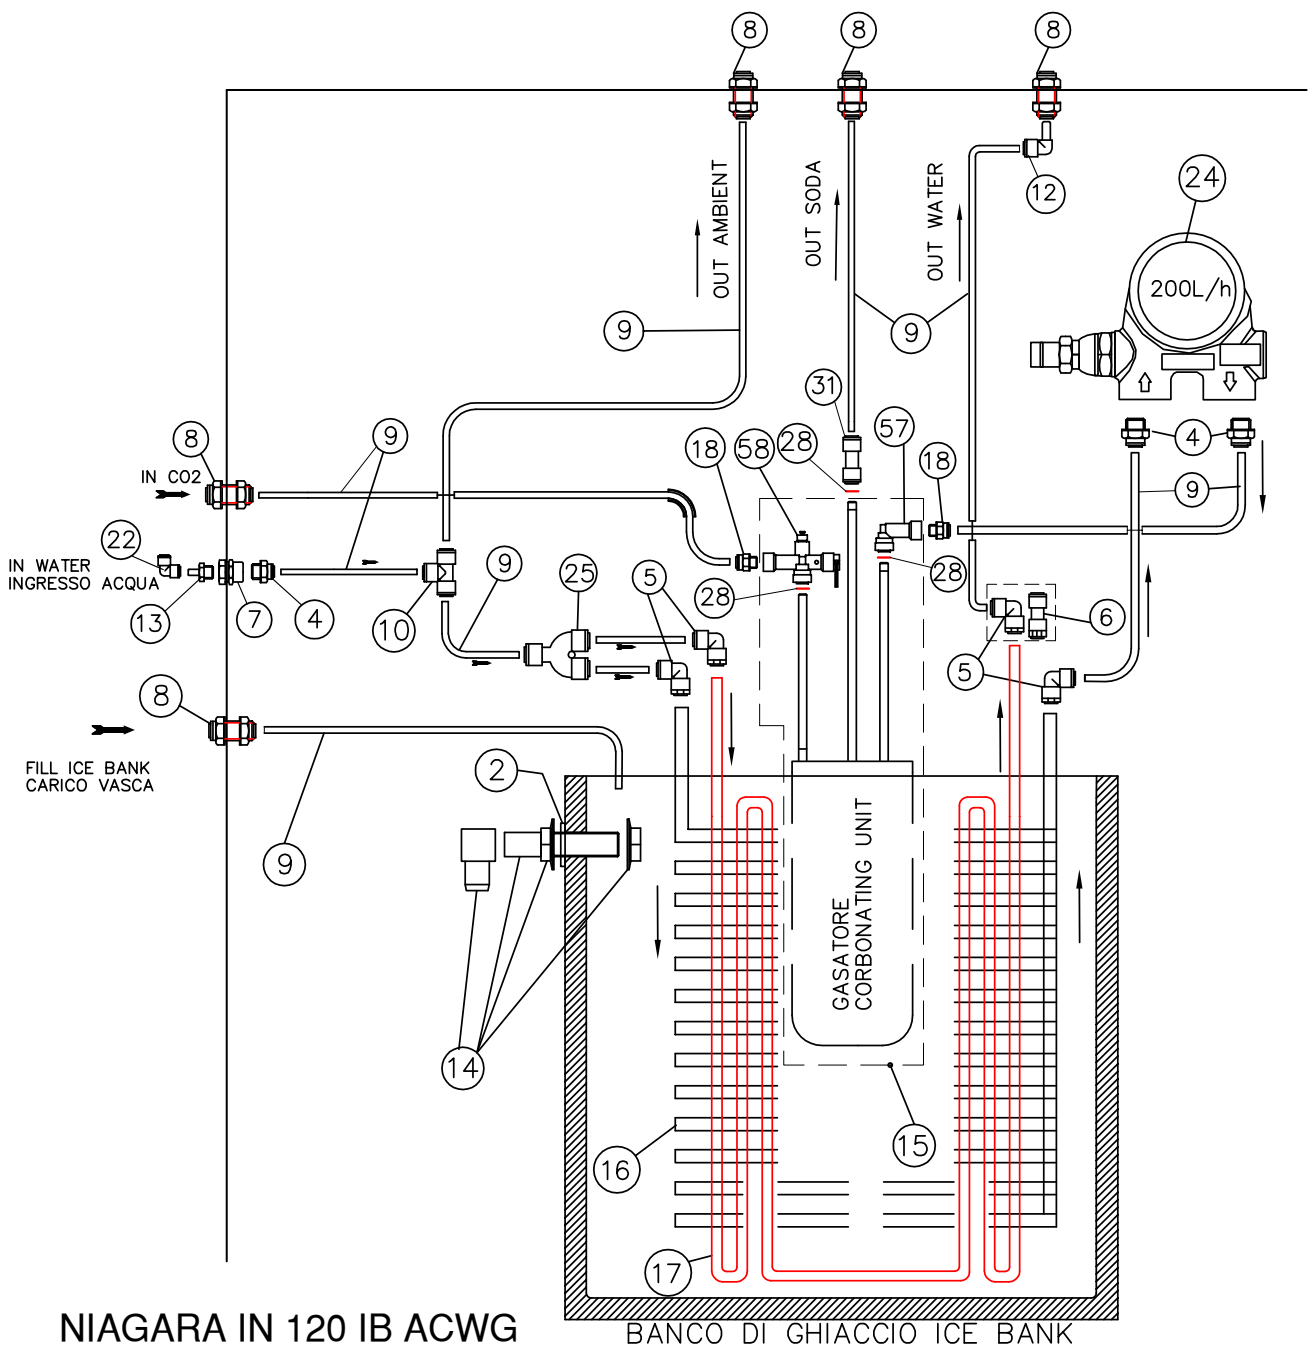 8
8
8
12
24
OUT AMBIENT
OUT SODA
OUT WATER
200L/h
9
9
31
8
9
IN CO2
18
58
28
57
18
4
9
22
IN WATER
INGRESSO ACQUA
13
7
4
10
9
25
5
28
28
6
5
5
8
FILL ICE BANK
CARICO VASCA
9
2
14
GASATORE
CORBONATING UNIT
15
16
17
NIAGARA IN 120 IB ACWG
BANCO DI GHIACCIO ICE BANK